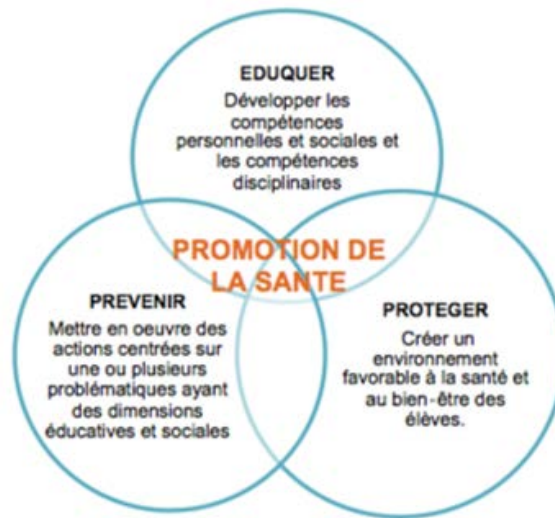 EDUQUER
Développer les
compétences
personnelles et sociales et
les compétences
disciplinaires
PROMOTION DE
LA SANTE
PREVENIR
Mettre en oeuvre des
actions centrées sur
une ou plusieurs
problématiques ayant
des dimensions
éducatives et sociales
PROTEGER
Créer un
environnement
favorable à la santé et
au bien-être des
élèves.